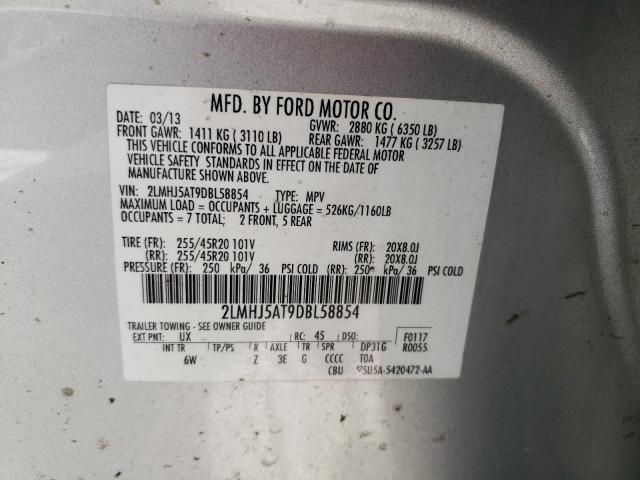 MFD. BY FORD MOTOR CO.
DATE: 03/13 GVWR: 2880 KG ( 6350 LB)
FRONT GAWR: 1411 KG ( 3110 LB) REAR GAWR: 1477 KG ( 3257 LB)
THIS VEHICLE CONFORMS TO ALL APPLICABLE FEDERAL MOTOR
VEHICLE SAFETY STANDARDS IN EFFECT ON THE DATE OF
MANUFACTURE SHOWN ABOVE.
VIN: 2LMHJ5AT9DBL58854 TYPE: MPV
MAXIMUM LOAD = OCCUPANTS + LUGGAGE = 526KG/1160LB
OCCUPANTS = 7 TOTAL; 2 FRONT, 5 REAR
TIRE (FR): 255/45R20 101V RIMS (FR): 20X8.0J
(RR): 255/45R20 101V (RR): 20X8.0J
PRESSURE (FR): 250 kPa/ 36 PSI COLD (RR): 250* kPa/ 36 PSI COLD
2LMHJ5AT9DBL58854
TRAILER TOWING - SEE OWNER GUIDE
EXT PNT: UX RC: 45 DSO: F0117
INT TR TP/PS R AXLE TR SPR DP31G R0055
6W Z 3E G CCCC TOA
CBU 5U5A-5420472-AA